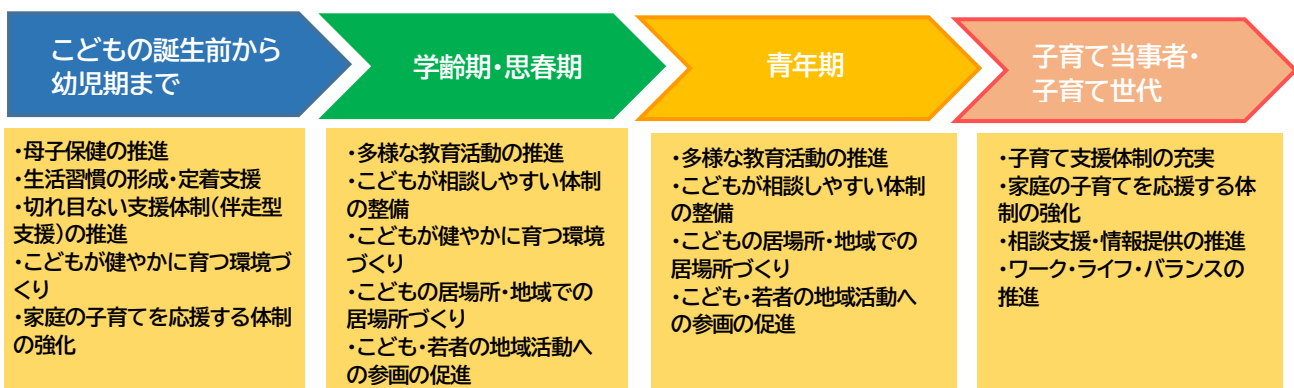 こどもの誕生前から
幼児期まで
・母子保健の推進
・生活習慣の形成・定着支援
・切れ目ない支援体制(伴走型
支援)の推進
・こどもが健やかに育つ環境づ
くり
・家庭の子育てを応援する体制
の強化
学齢期・思春期
・多様な教育活動の推進
・こどもが相談しやすい体制
の整備
・こどもが健やかに育つ環境
づくり
・こどもの居場所・地域での
居場所づくり
・こども・若者の地域活動へ
の参画の促進
青年期
・多様な教育活動の推進
・こどもが相談しやすい体制
の整備
・こどもの居場所・地域での
居場所づくり
・こども・若者の地域活動へ
の参画の促進
子育て当事者・
子育て世代
・子育て支援体制の充実
・家庭の子育てを応援する体
制の強化
・相談支援・情報提供の推進
・ワーク・ライフ・バランスの
推進